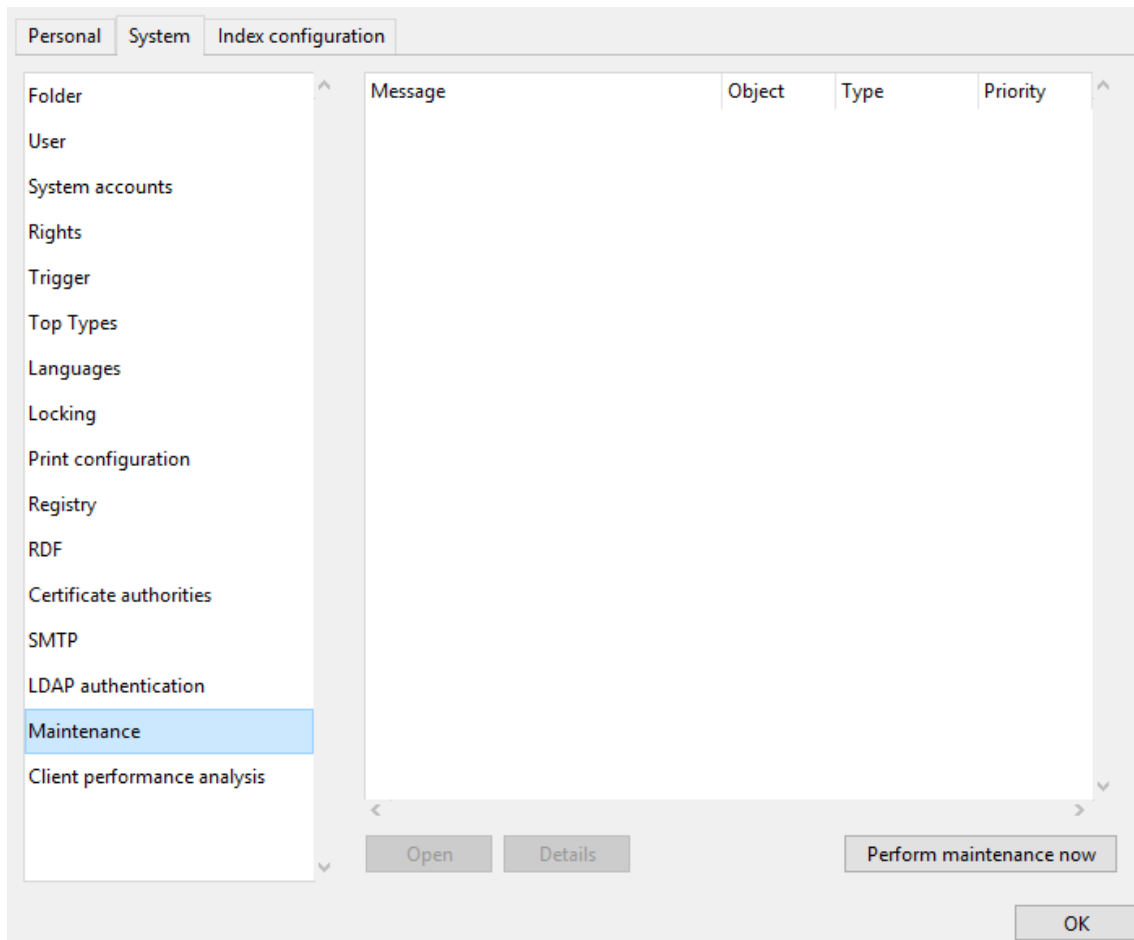 Personal System Index configuration
Folder
User
System accounts
Rights
Trigger
Top Types
Languages
Locking
Print configuration
Registry
RDF
Certificate authorities
SMTP
LDAP authentication
Maintenance
Client performance analysis
Message Object Type Priority
Open Details Perform maintenance now
OK